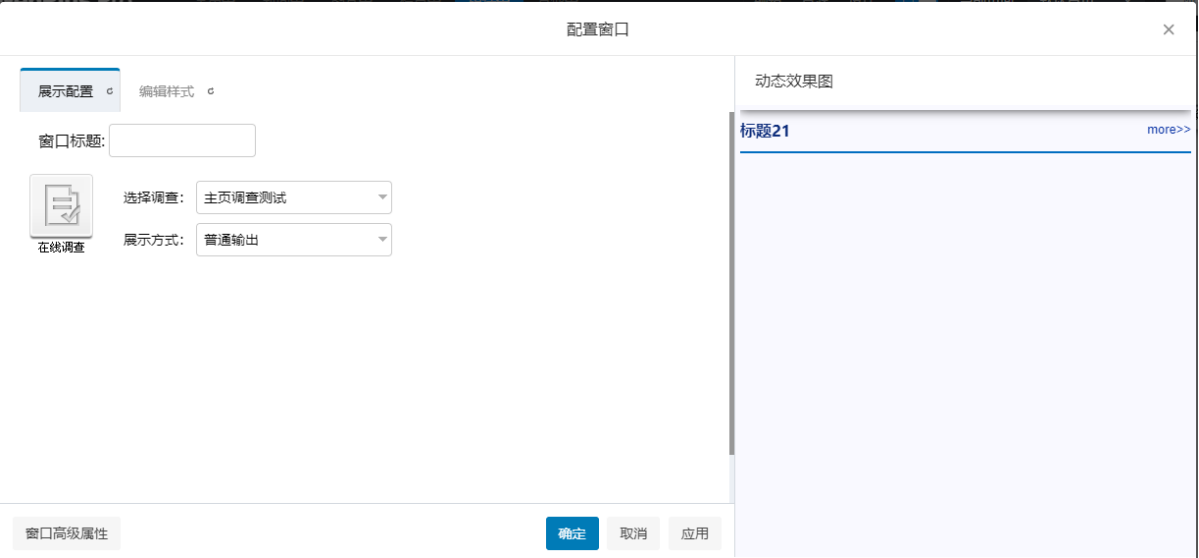 配置窗口
×
展示配置
编辑样式
动态效果图
窗口标题:
标题21
more>>
选择调查：
主页调查测试
在线调查
展示方式：
普通输出
窗口高级属性
确定
取消
应用